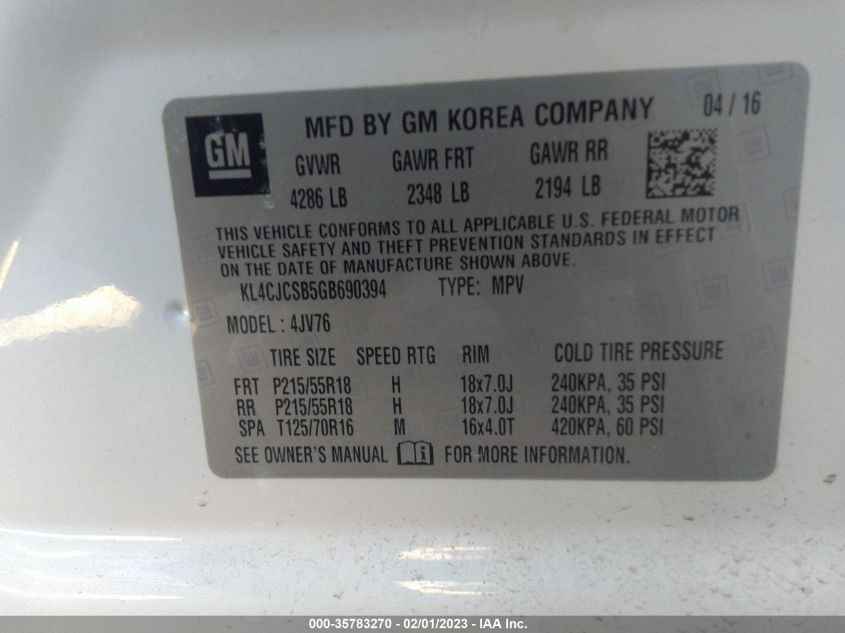 GM
MFD BY GM KOREA COMPANY 04 / 16
GVWR GAWR FRT GAWR RR
4286 LB 2348 LB 2194 LB
THIS VEHICLE CONFORMS TO ALL APPLICABLE U.S. FEDERAL MOTOR
VEHICLE SAFETY AND THEFT PREVENTION STANDARDS IN EFFECT
ON THE DATE OF MANUFACTURE SHOWN ABOVE.
KL4CJCSB5GB690394 TYPE: MPV
MODEL : 4JV76
TIRE SIZE SPEED RTG RIM COLD TIRE PRESSURE
FRT P215/55R18 H 18x7.0J 240KPA, 35 PSI
RR P215/55R18 H 18x7.0J 240KPA, 35 PSI
SPA T125/70R16 M 16x4.0T 420KPA, 60 PSI
SEE OWNER'S MANUAL i FOR MORE INFORMATION.
000-35783270 - 02/01/2023 - IAA Inc.